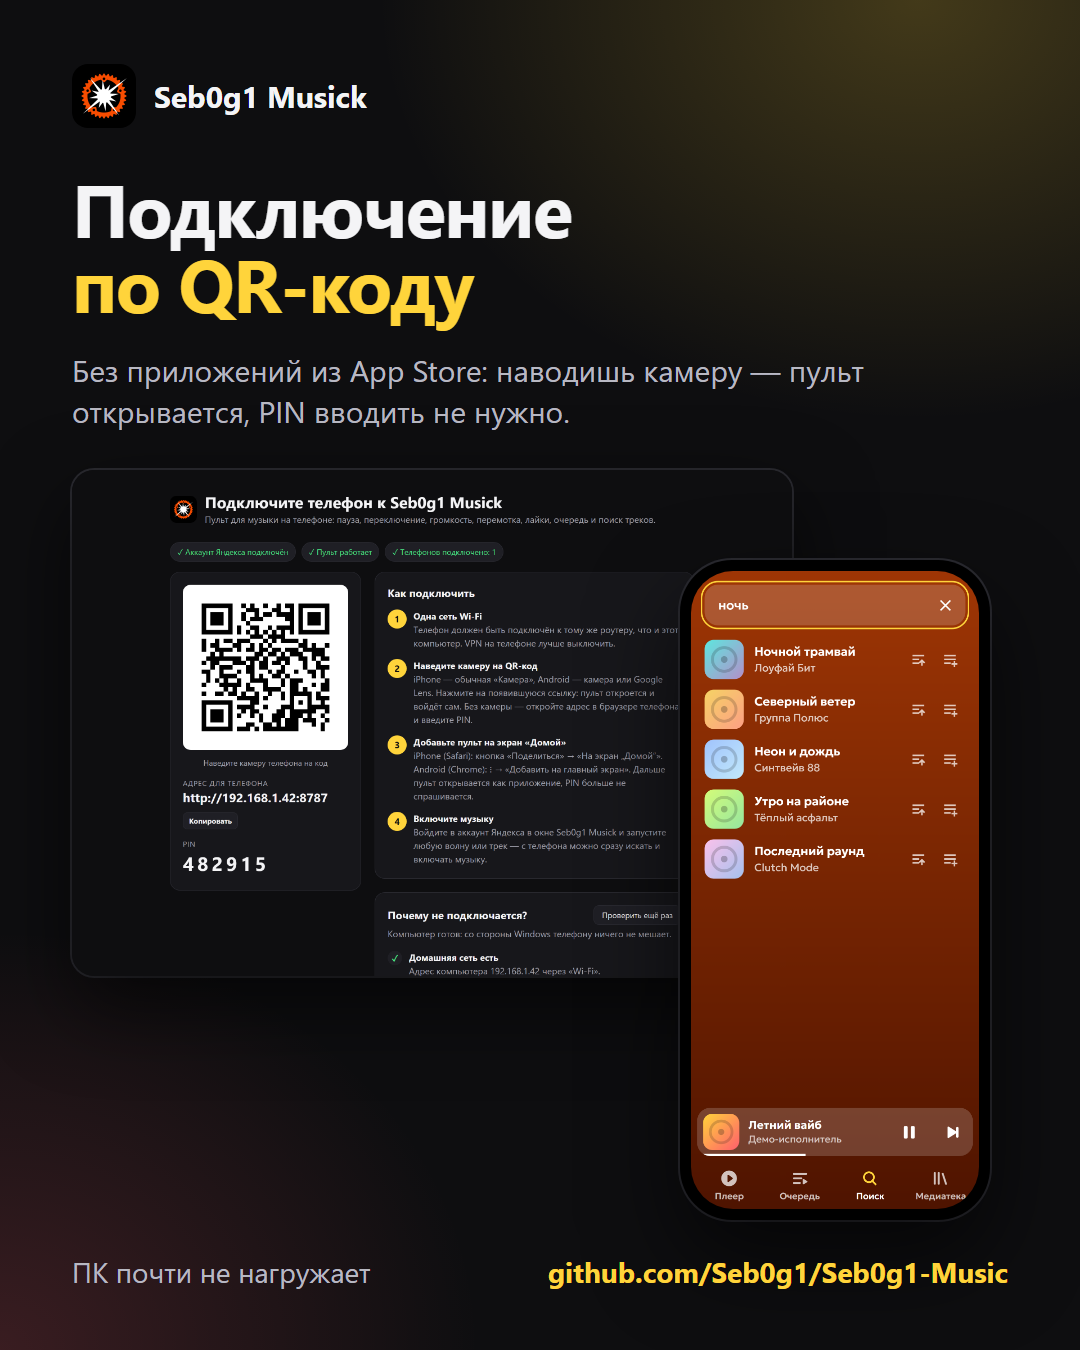 Seb0g1 Musick
Подключение
по QR-коду
Без приложений из App Store: наводишь камеру — пульт
открывается, PIN вводить не нужно.
Подключите телефон к Seb0g1 Musick
Пульт для музыки на телефоне: пауза, переключение, громкость, перемотка, лайки, очередь и поиск треков.
✓ Аккаунт Яндекса подключён
✓ Пульт работает
✓ Телефонов подключено: 1
Наведите камеру телефона на код
АДРЕС ДЛЯ ТЕЛЕФОНА
http://192.168.1.42:8787
Копировать
PIN
482915
Как подключить
1
Одна сеть Wi-Fi
Телефон должен быть подключён к тому же роутеру, что и этот
компьютер. VPN на телефоне лучше выключить.
2
Наведите камеру на QR-код
iPhone — обычная «Камера», Android — камера или Google
Lens. Нажмите на появившуюся ссылку: пульт откроется и
войдёт сам. Без камеры — откройте адрес в браузере телефона
и введите PIN.
3
Добавьте пульт на экран «Домой»
iPhone (Safari): кнопка «Поделиться» → «На экран „Домой“».
Android (Chrome): ⋮ → «Добавить на главный экран». Дальше
пульт открывается как приложение, PIN больше не
спрашивается.
4
Включите музыку
Войдите в аккаунт Яндекса в окне Seb0g1 Musick и запустите
любую волну или трек — с телефона можно сразу искать и
включать музыку.
Почему не подключается?
Проверить ещё раз
Компьютер готов: со стороны Windows телефону ничего не мешает.
✓
Домашняя сеть есть
Адрес компьютера 192.168.1.42 через «Wi-Fi».
ночь
Ночной трамвай
Лоуфай Бит
Северный ветер
Группа Полюс
Неон и дождь
Синтвейв 88
Утро на районе
Тёплый асфальт
Последний раунд
Clutch Mode
Летний вайб
Демо-исполнитель
Плеер
Очередь
Поиск
Медиатека
ПК почти не нагружает
github.com/Seb0g1/Seb0g1-Music